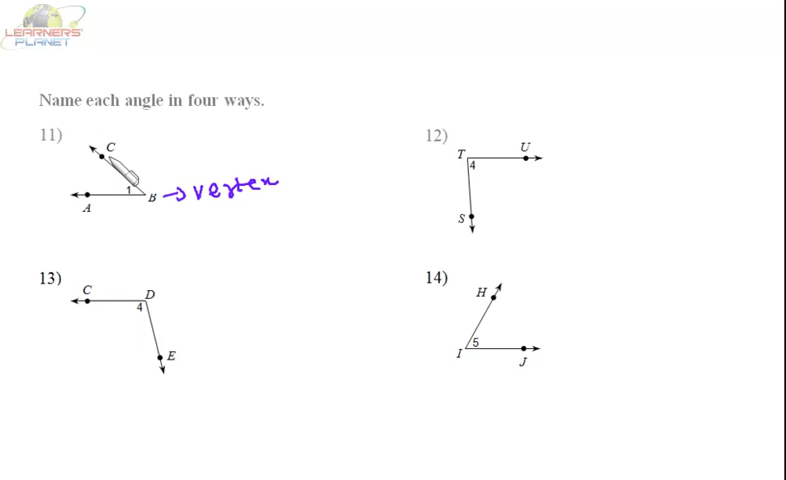 LEARNERS'
PLANET
Name each angle in four ways.
11)
C
1
A
B
→ vertex
12)
T
U
4
S
13)
C
D
4
E
14)
H
5
I
J